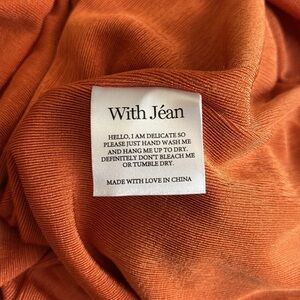 With Jéan
HELLO, I AM DELICATE SO
PLEASE JUST HAND WASH ME
AND HANG ME UP TO DRY.
DEFINITELY DON'T BLEACH ME
OR TUMBLE DRY.
MADE WITH LOVE IN CHINA